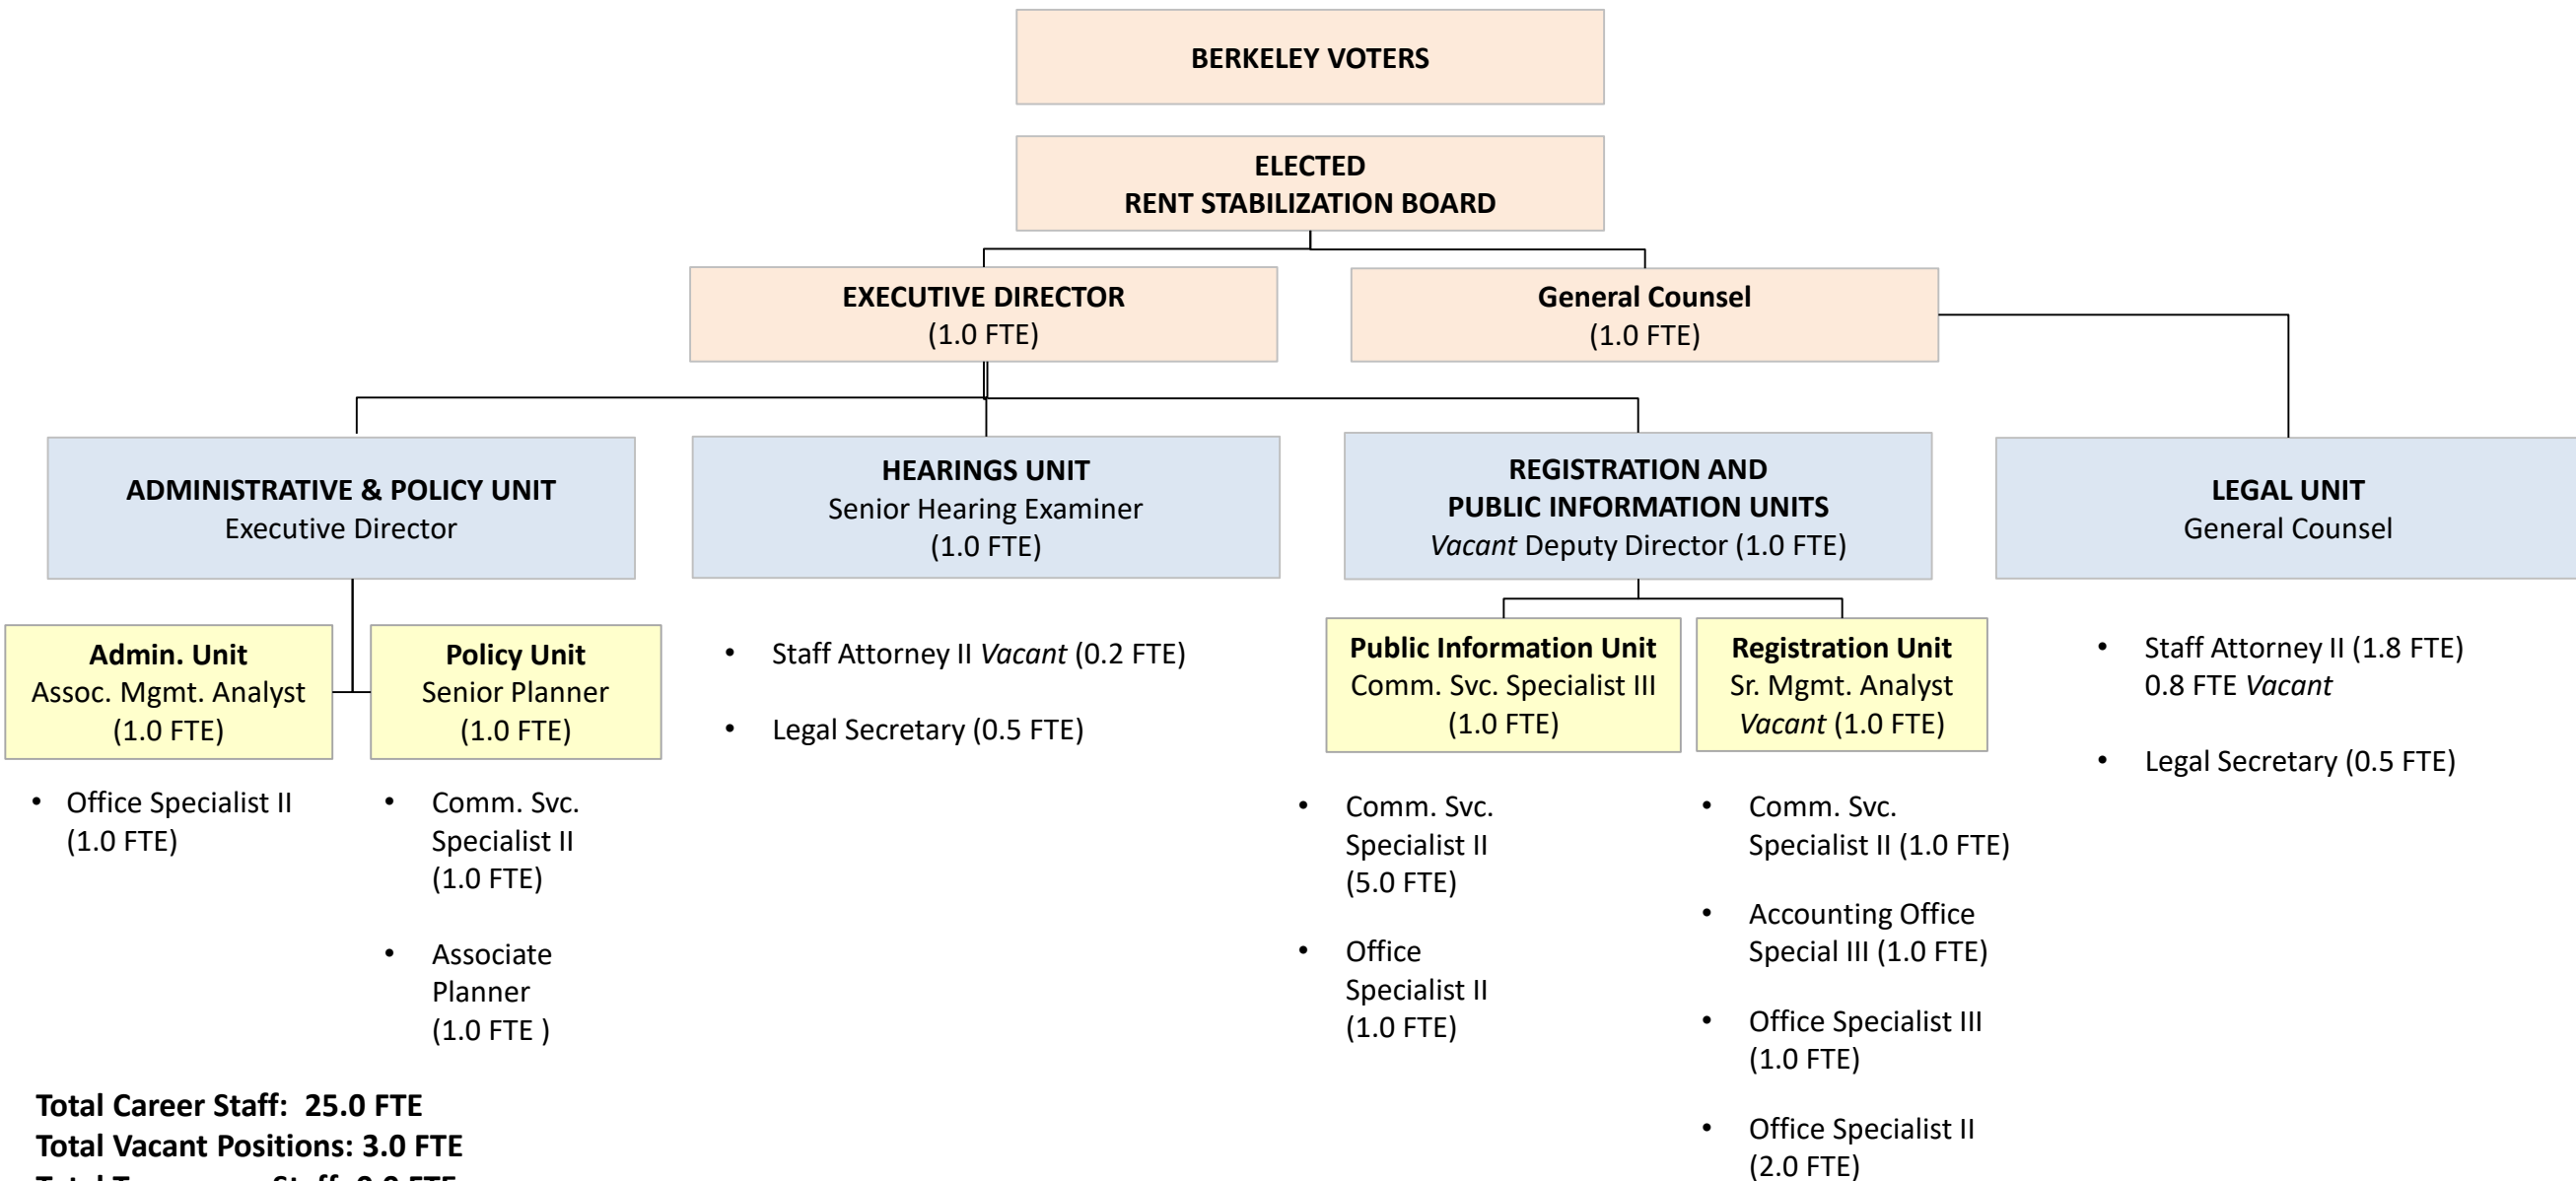 BERKELEY VOTERS
ELECTED
RENT STABILIZATION BOARD
EXECUTIVE DIRECTOR
(1.0 FTE)
General Counsel
(1.0 FTE)
ADMINISTRATIVE & POLICY UNIT
Executive Director
HEARINGS UNIT
Senior Hearing Examiner
(1.0 FTE)
REGISTRATION AND
PUBLIC INFORMATION UNITS
Vacant Deputy Director (1.0 FTE)
LEGAL UNIT
General Counsel
Admin. Unit
Assoc. Mgmt. Analyst
(1.0 FTE)
• Office Specialist II
(1.0 FTE)
Policy Unit
Senior Planner
(1.0 FTE)
• Comm. Svc.
Specialist II
(1.0 FTE)
• Associate
Planner
(1.0 FTE )
• Staff Attorney II Vacant (0.2 FTE)
• Legal Secretary (0.5 FTE)
Public Information Unit
Comm. Svc. Specialist III
(1.0 FTE)
• Comm. Svc.
Specialist II
(5.0 FTE)
• Office
Specialist II
(1.0 FTE)
Registration Unit
Sr. Mgmt. Analyst
Vacant (1.0 FTE)
• Comm. Svc.
Specialist II (1.0 FTE)
• Accounting Office
Special III (1.0 FTE)
• Office Specialist III
(1.0 FTE)
• Office Specialist II
(2.0 FTE)
• Staff Attorney II (1.8 FTE)
0.8 FTE Vacant
• Legal Secretary (0.5 FTE)
Total Career Staff: 25.0 FTE
Total Vacant Positions: 3.0 FTE